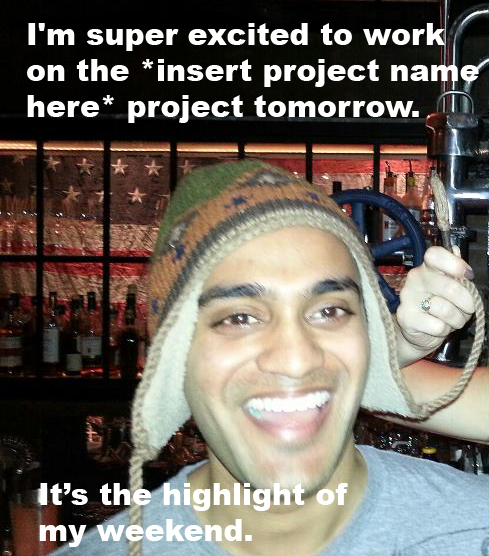 I'm super excited to work
on the *insert project name
here* project tomorrow.
It’s the highlight of
my weekend.